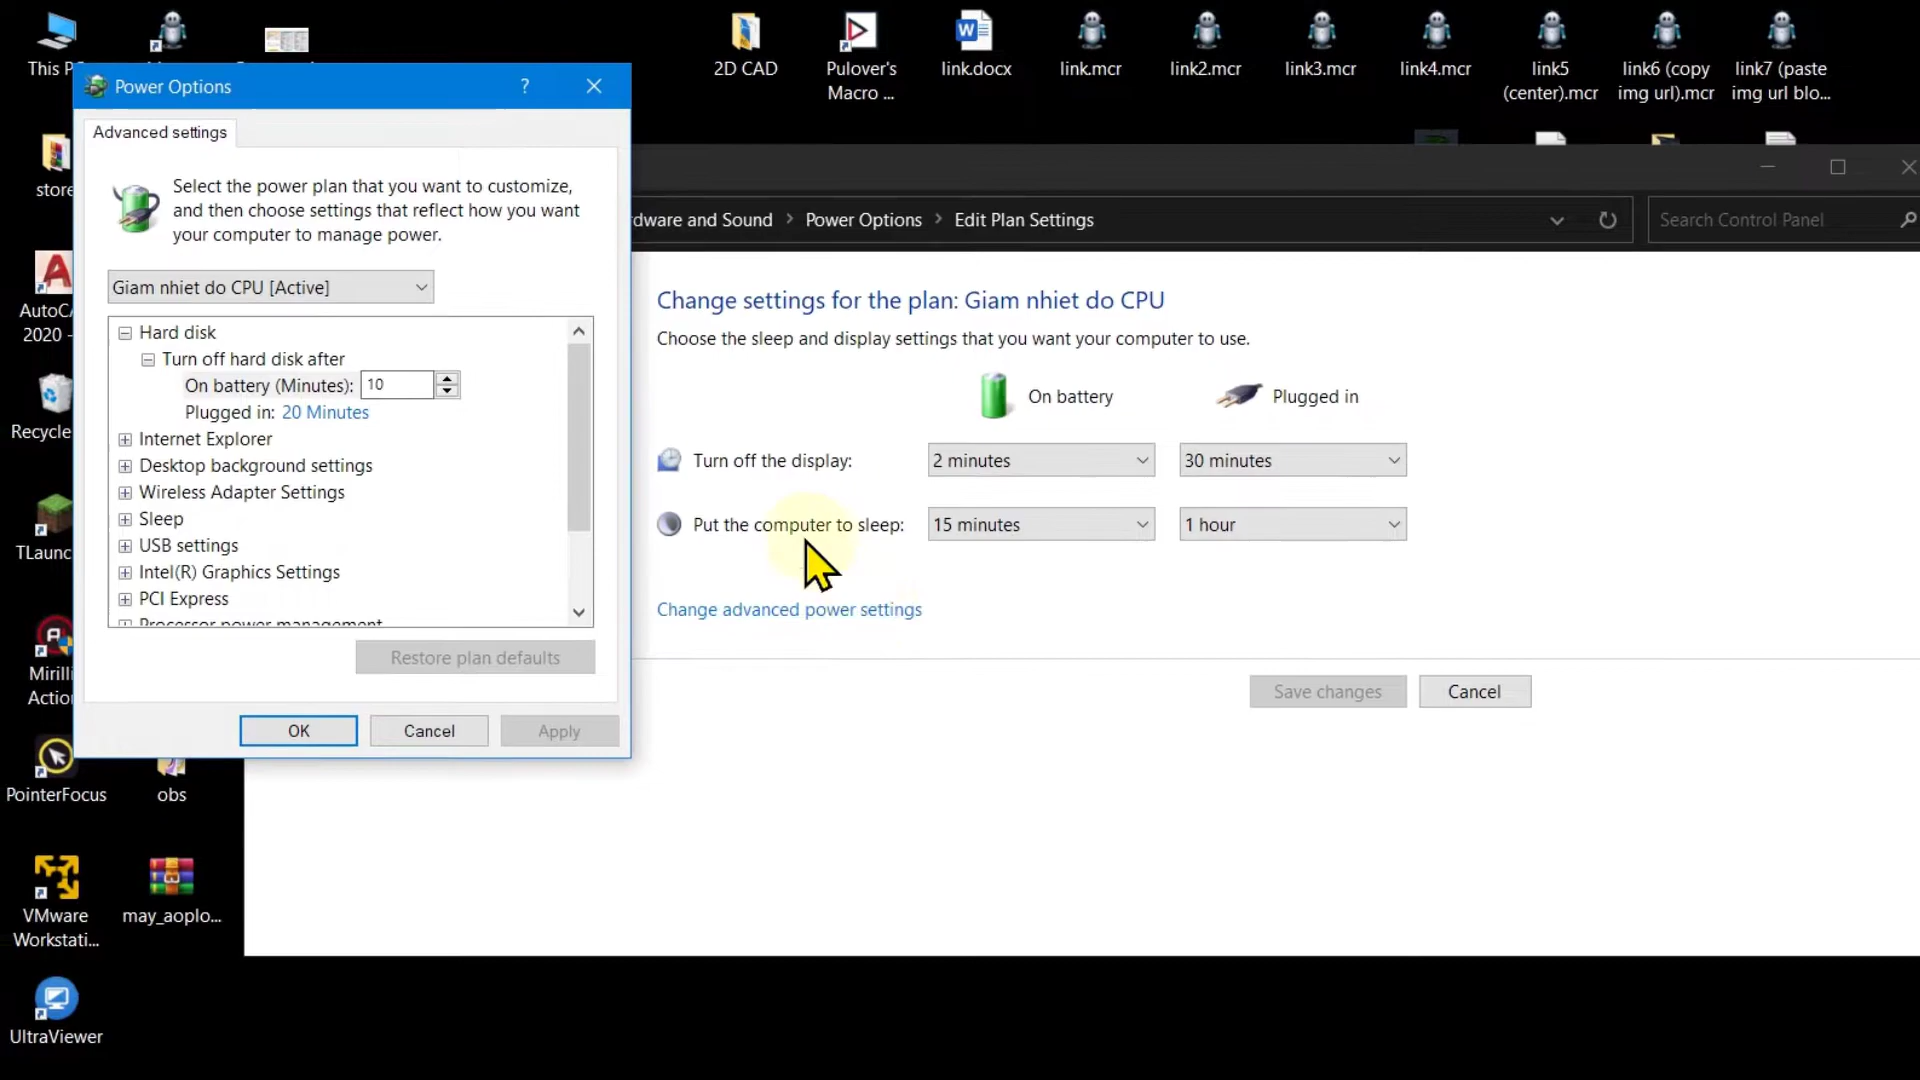 This P
2D CAD
Pulover's
Macro ...
link.docx
link.mcr
link2.mcr
link3.mcr
link4.mcr
link5
(center).mcr
link6 (copy
img url).mcr
link7 (paste
img url blo...
Power Options
?
Advanced settings
Select the power plan that you want to customize,
and then choose settings that reflect how you want
your computer to manage power.
Giam nhiet do CPU [Active]
Hard disk
Turn off hard disk after
On battery (Minutes): 10
Plugged in: 20 Minutes
Internet Explorer
Desktop background settings
Wireless Adapter Settings
Sleep
USB settings
Intel(R) Graphics Settings
PCI Express
Processor power management
Restore plan defaults
OK
Cancel
Apply
dware and Sound
Power Options
Edit Plan Settings
Search Control Panel
Change settings for the plan: Giam nhiet do CPU
Choose the sleep and display settings that you want your computer to use.
On battery
Plugged in
Turn off the display:
2 minutes
30 minutes
Put the computer to sleep:
15 minutes
1 hour
Change advanced power settings
Save changes
Cancel
store
AutoCA
2020 -
Recycle
TLaunc
Mirilli
Action
PointerFocus
obs
VMware
Workstati...
may_aoplo...
UltraViewer